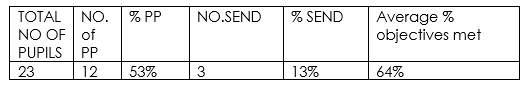 TOTAL NO. % PP NO.SEND % SEND Average %
NO OF of objectives met
PUPILS PP
23 12 53% 3 13% 64%